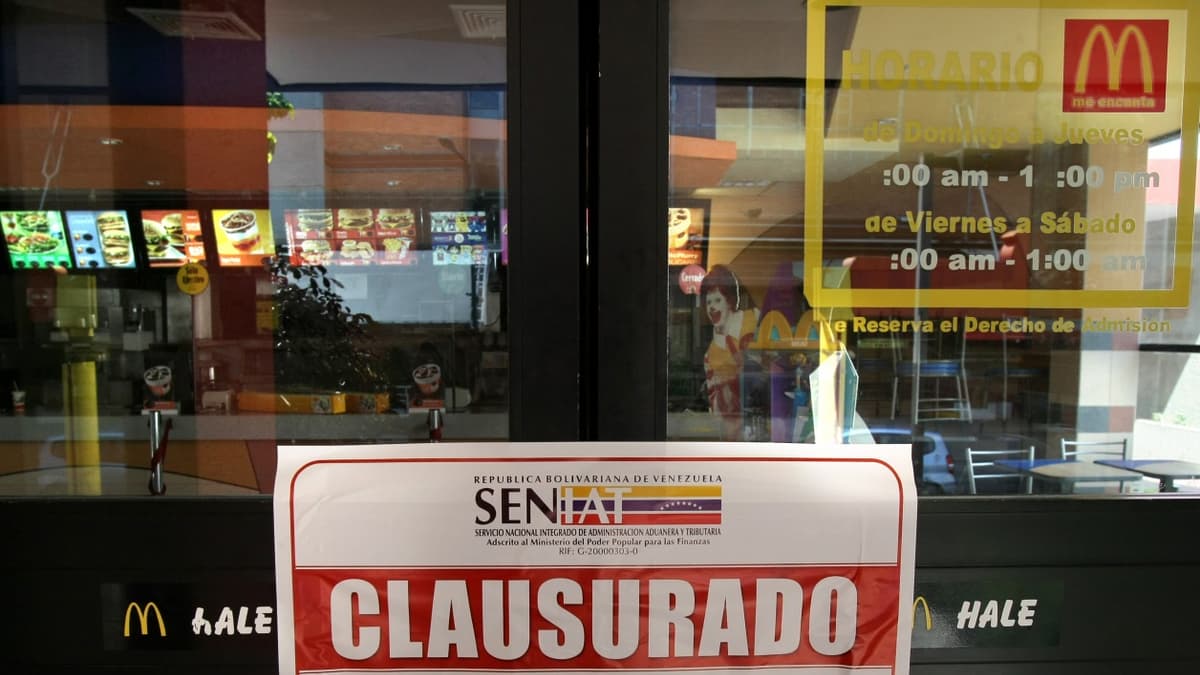 HORARIO
me encanta
de Domingo a Jueves
:00 am - 1 :00 pm
de Viernes a Sábado
:00 am - 1:00 am
e Reserva el Derecho de Admisión
Cerrado
REPUBLICA BOLIVARIANA DE VENEZUELA
SENIAT
SERVICIO NACIONAL INTEGRADO DE ADMINISTRACION ADUANERA Y TRIBUTARIA
Adscrito al Ministerio del Poder Popular para las Finanzas
RIF: G-20000303-0
CLAUSURADO
HALE
HALE